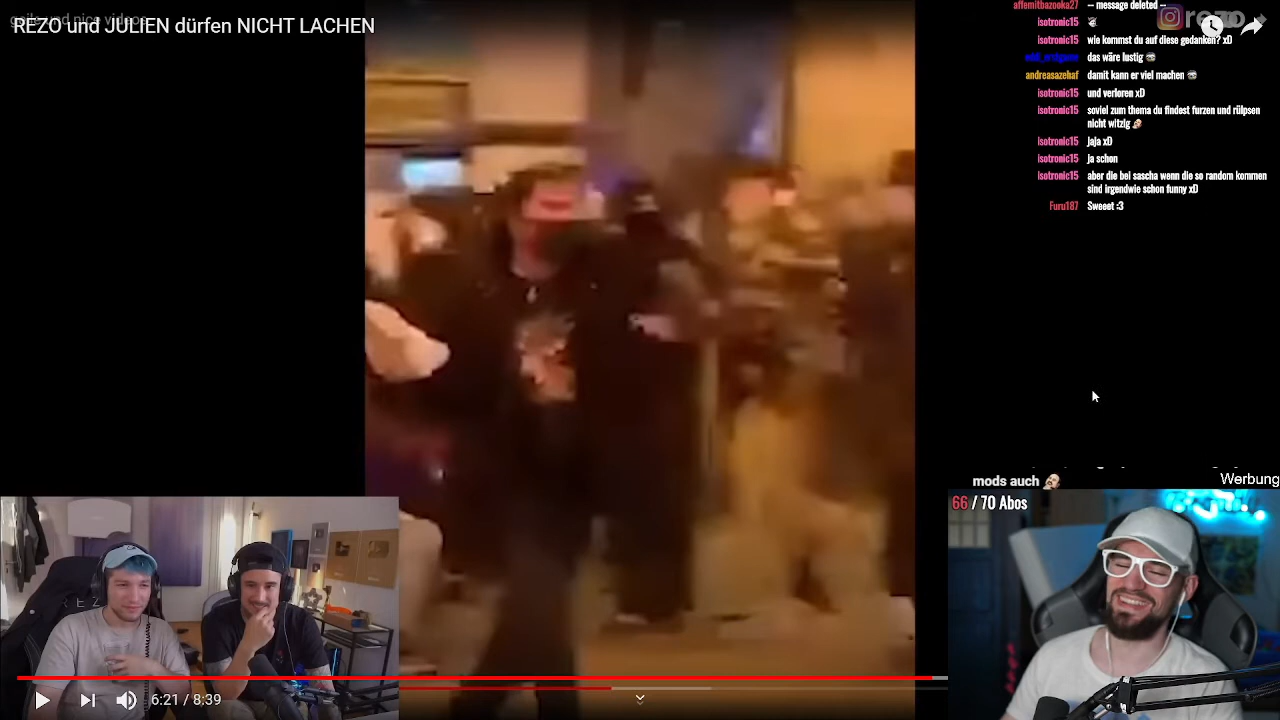 REZO und JULIEN dürfen NICHT LACHEN
affemitbazooka27 – message deleted –
isotronic15
isotronic15 wie kommst du auf diese gedanken? xD
das wäre lustig
andreasazehaf damit kann er viel machen
isotronic15 und verloren xD
isotronic15 soviel zum thema du findest furzen und rülpsen
nicht witzig
isotronic15 jaja xD
isotronic15 ja schon
isotronic15 aber die bei sascha wenn die so random kommen
sind irgendwie schon funny xD
Furu187 Sweeet :3
rezo
mods auch
Werbung
66 / 70 Abos
REZ
6:21 / 8:39